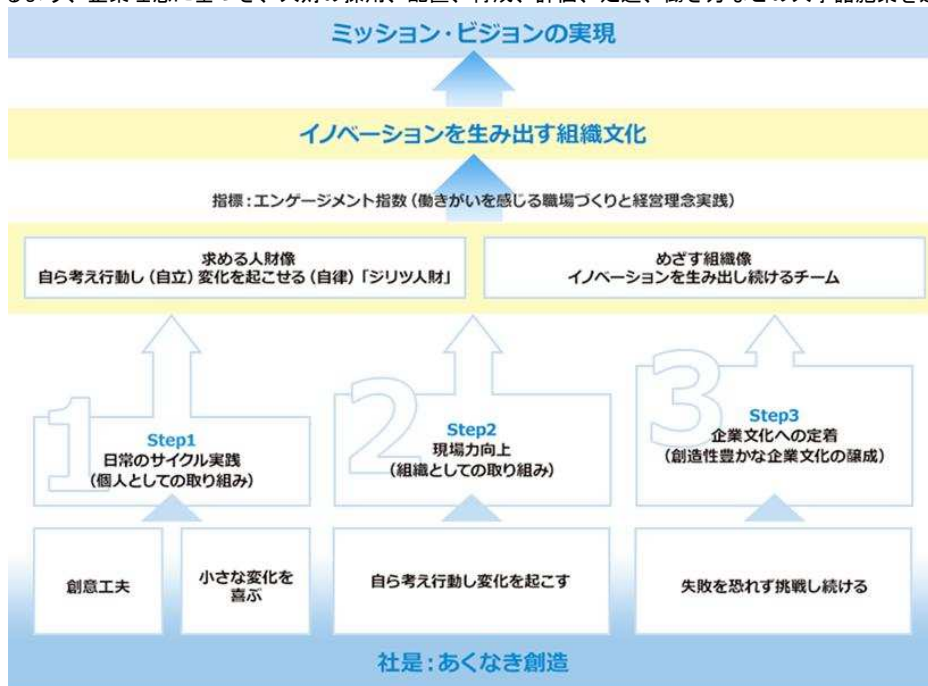 ミッション・ビジョンの実現
イノベーションを生み出す組織文化
指標：エンゲージメント指数（働きがいを感じる職場づくりと経営理念実践）
求める人財像
自ら考え行動し（自立）変化を起こせる（自律）「ジリツ人財」
めざす組織像
イノベーションを生み出し続けるチーム
1
Step1
日常のサイクル実践
（個人としての取り組み）
2
Step2
現場力向上
（組織としての取り組み）
3
Step3
企業文化への定着
（創造性豊かな企業文化の醸成）
創意工夫
小さな変化を
喜ぶ
自ら考え行動し変化を起こす
失敗を恐れず挑戦し続ける
社是：あくなき創造